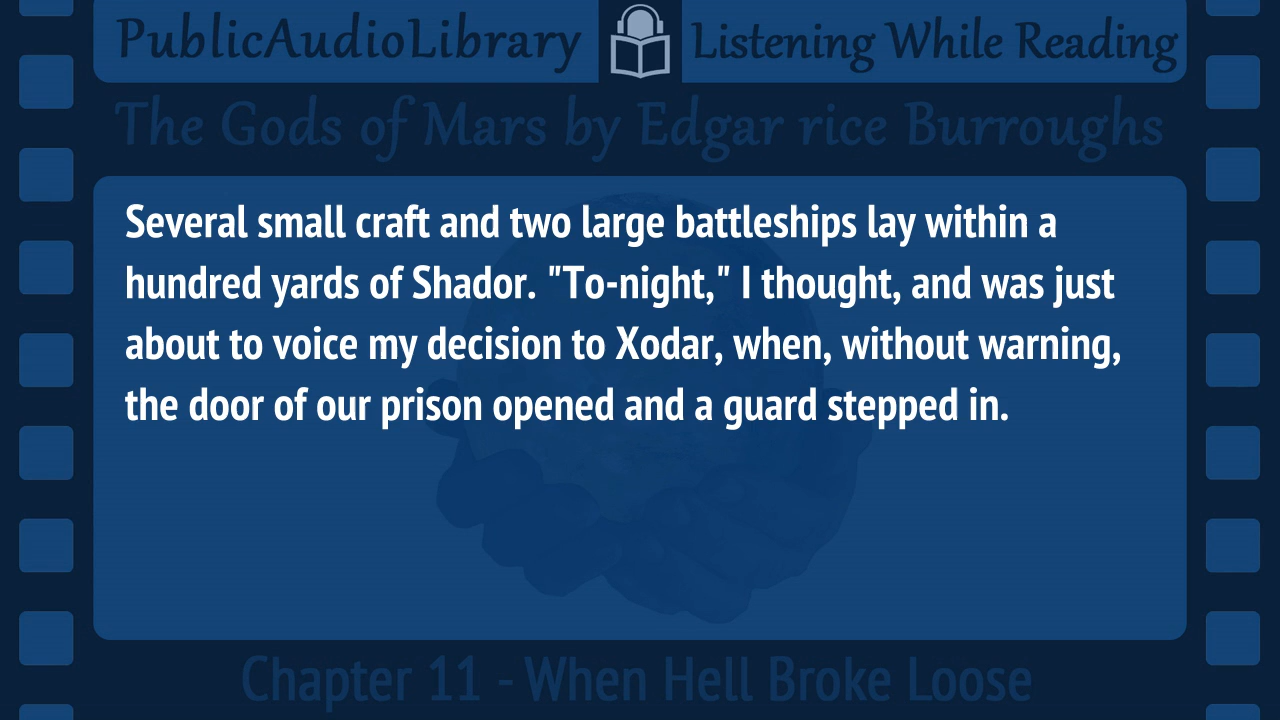 PublicAudioLibrary Listening While Reading
The Gods of Mars by Edgar rice Burroughs
Several small craft and two large battleships lay within a
hundred yards of Shador. "To-night," I thought, and was just
about to voice my decision to Xodar, when, without warning,
the door of our prison opened and a guard stepped in.
Chapter 11 - When Hell Broke Loose